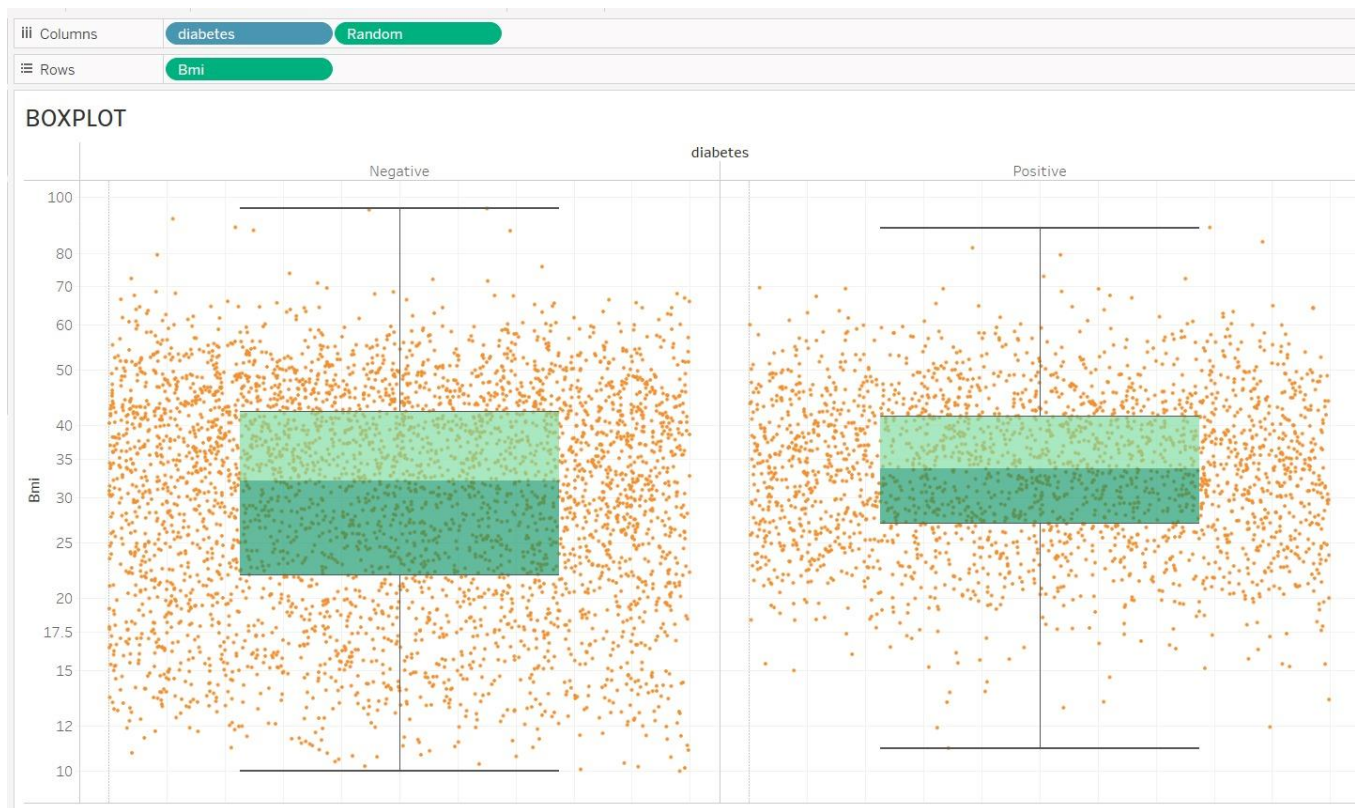 Columns diabetes Random
Rows Bmi
BOXPLOT
diabetes
Negative Positive
100
80
70
60
50
40
35
30
25
20
17.5
15
12
10
Bmi